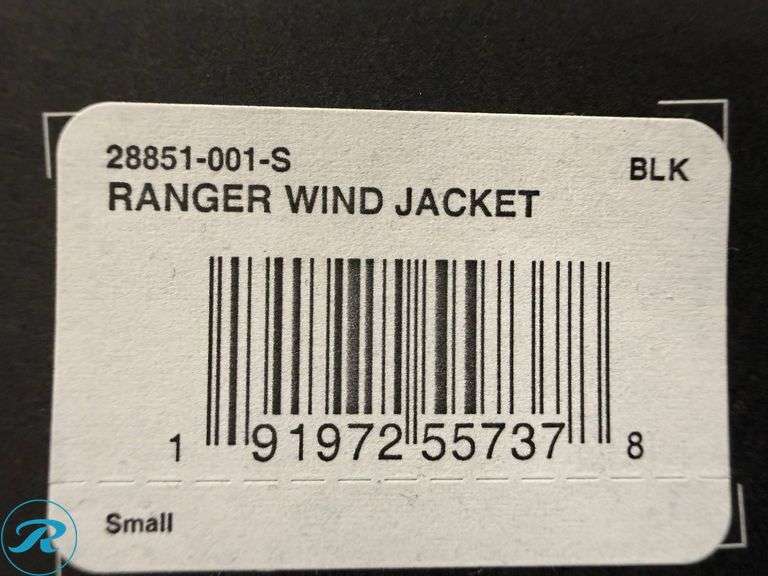 28851-001-S
BLK
RANGER WIND JACKET
1 91972 55737 8
Small
R